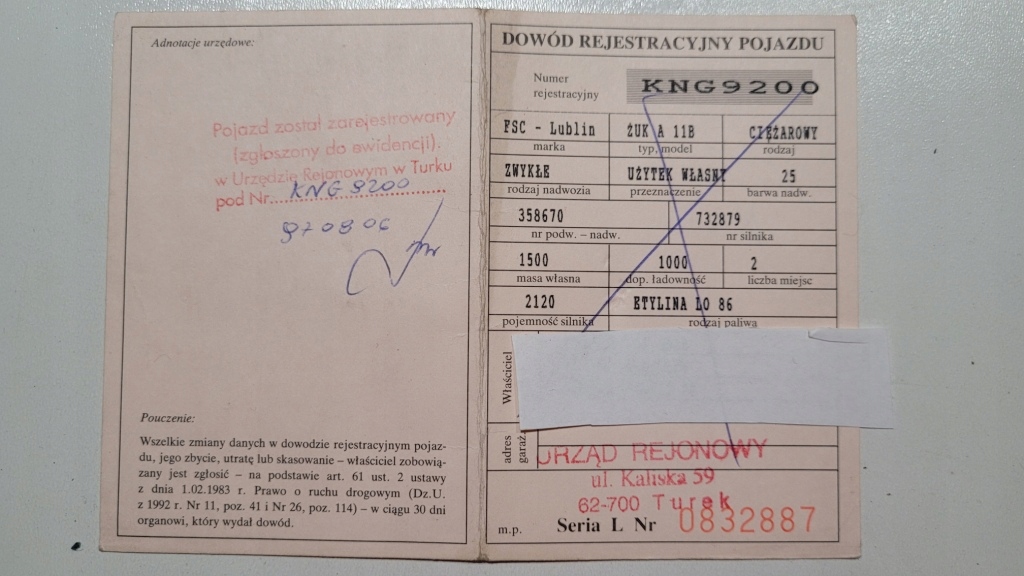 Adnotacje urzędowe:
Pojazd został zarejestrowany
(zgłoszony do ewidencji).
w Urzędzie Rejonowym w Turku
pod Nr. KNG 9200
970806
Pouczenie:
Wszelkie zmiany danych w dowodzie rejestracyjnym pojaz-
du, jego zbycie, utratę lub skasowanie – właściciel zobowią-
zany jest zgłosić – na podstawie art. 61 ust. 2 ustawy
z dnia 1.02.1983 r. Prawo o ruchu drogowym (Dz.U.
z 1992 r. Nr 11, poz. 41 i Nr 26, poz. 114) – w ciągu 30 dni
organowi, który wydał dowód.
DOWÓD REJESTRACYJNY POJAZDU
Numer
rejestracyjny
KNG9200
FSC - Lublin ŻUK A 11B CIĘŻAROWY
marka typ, model rodzaj
ZWYKŁE UŻYTEK WŁASNY 25
rodzaj nadwozia przeznaczenie barwa nadw.
358670 732879
nr podw. – nadw. nr silnika
1500 1000 2
masa własna dop. ładowność liczba miejsc
2120 ETYLINA LO 86
pojemność silnika rodzaj paliwa
Właściciel
adres
garaż.
URZĄD REJONOWY
ul. Kaliska 59
62-700 Turek
m.p. Seria L Nr 0832887